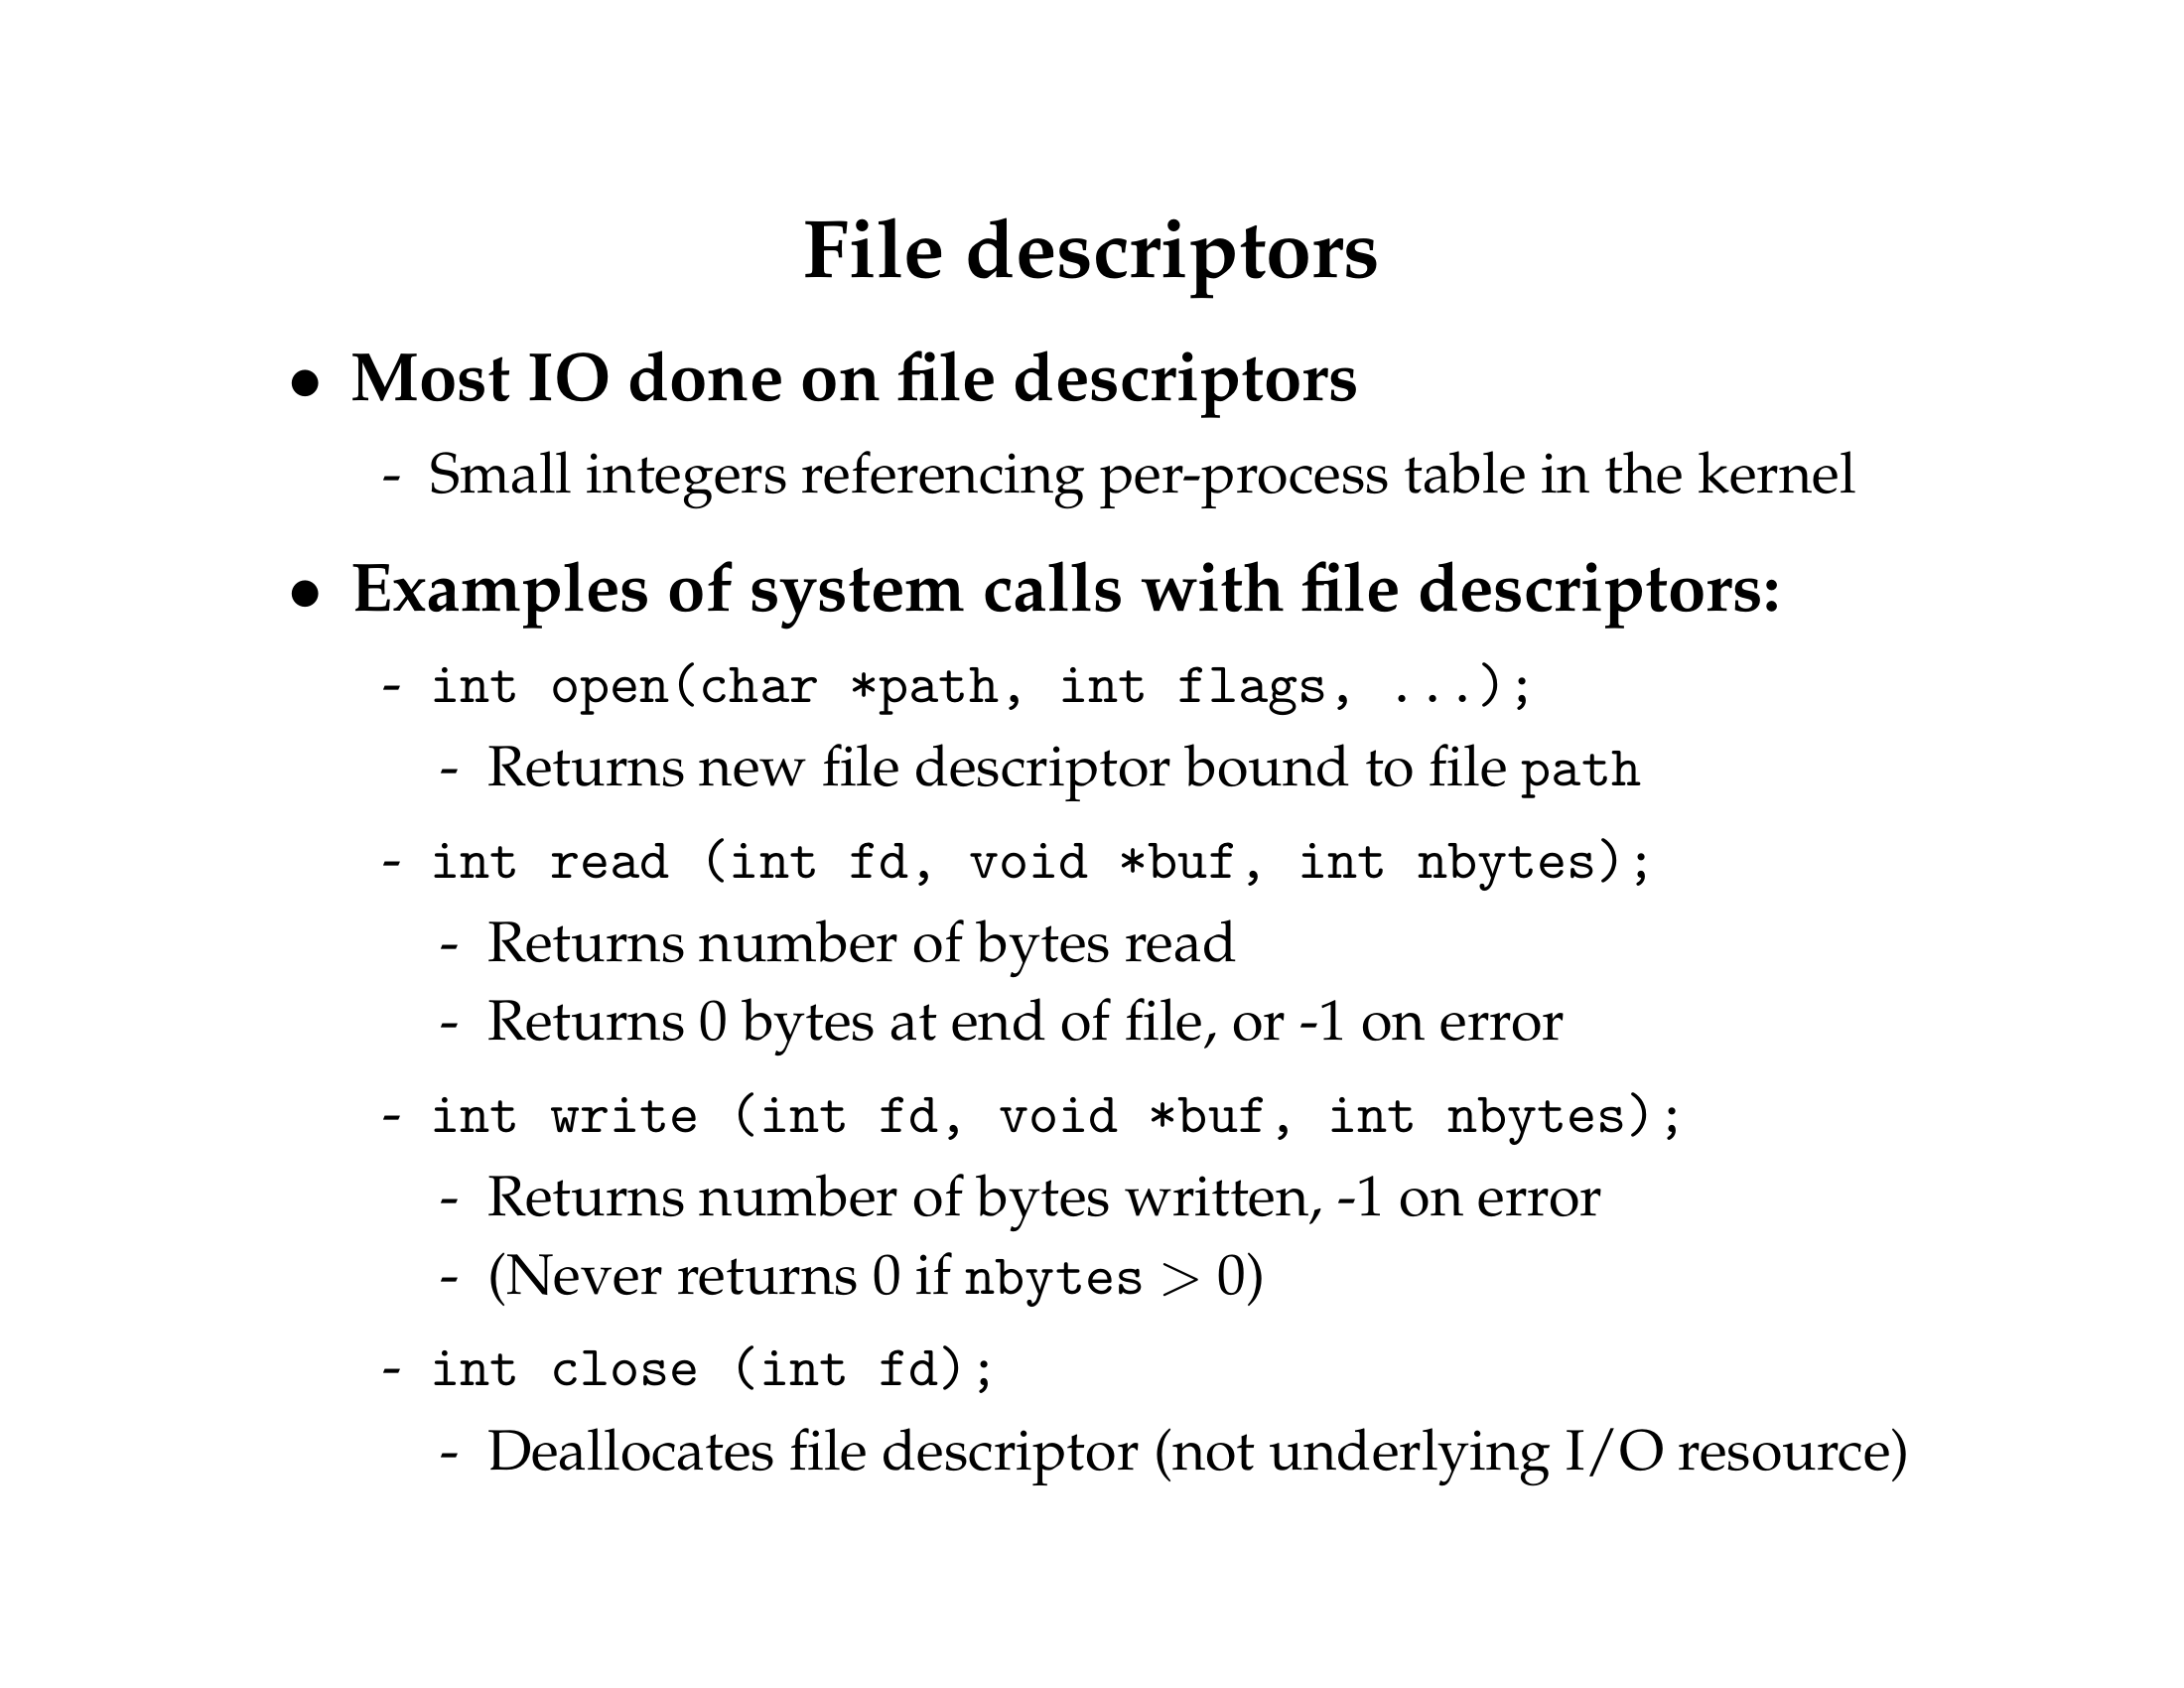 File descriptors
• Most IO done on file descriptors
- Small integers referencing per-process table in the kernel
• Examples of system calls with file descriptors:
- int open(char *path, int flags, ...);
- Returns new file descriptor bound to file path
- int read (int fd, void *buf, int nbytes);
- Returns number of bytes read
- Returns 0 bytes at end of file, or -1 on error
- int write (int fd, void *buf, int nbytes);
- Returns number of bytes written, -1 on error
- (Never returns 0 if nbytes > 0)
- int close (int fd);
- Deallocates file descriptor (not underlying I/O resource)